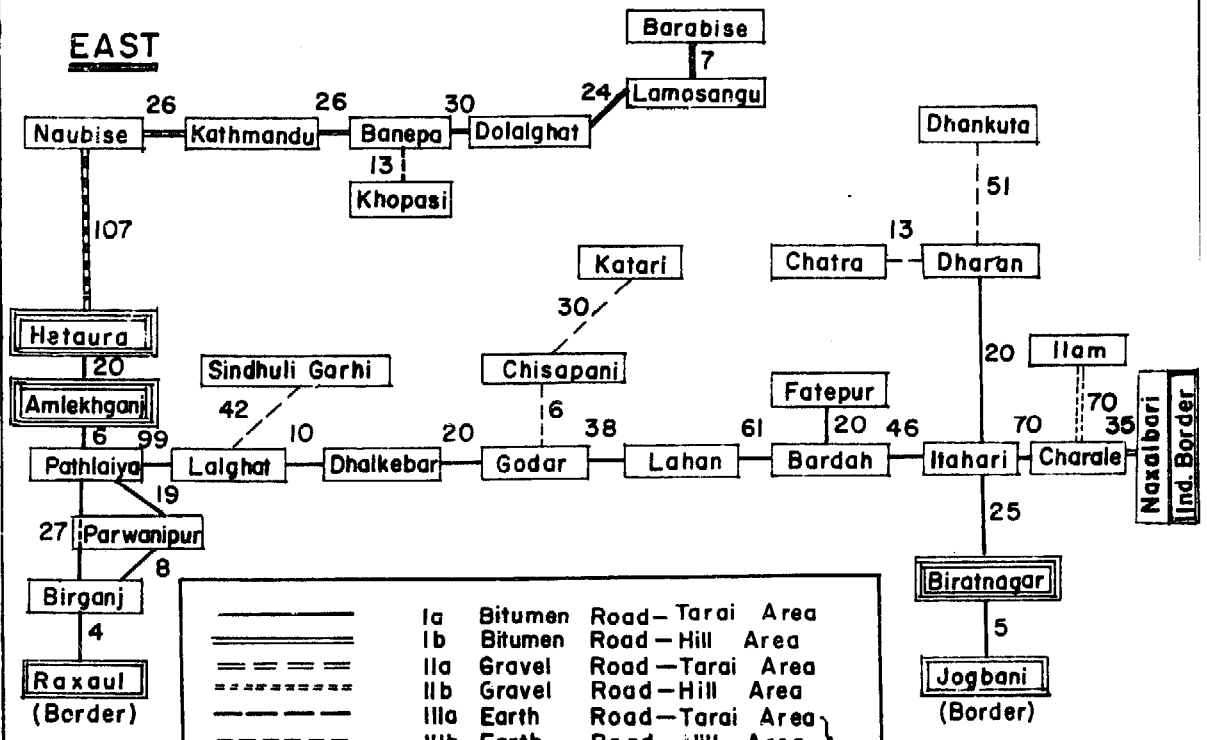 EAST
Barabise
7
24 Lamosangu
26 26 30
Naubise Kathmandu Banepa Dolalghat
13
Khopasi
107
Dhankuta
51
13
Chatra Dharan
Katari
30
Hetaura
20
Amlekhganj
Sindhuli Garhi
42
Chisapani
6
Fatepur
20
20
Ilam
70
6 99 10 20 38 61 46 70 35
Pathlaiya Lalghat Dhalkebar Godar Lahan Bardah Itahari Charale
Naxalbari
Ind. Border
19
27 Parwanipur
8
Birganj
4
Raxaul
(Border)
25
Biratnagar
5
Jogbani
(Border)
Ia Bitumen Road-Tarai Area
Ib Bitumen Road-Hill Area
IIa Gravel Road-Tarai Area
IIb Gravel Road-Hill Area
IIIa Earth Road-Tarai Area